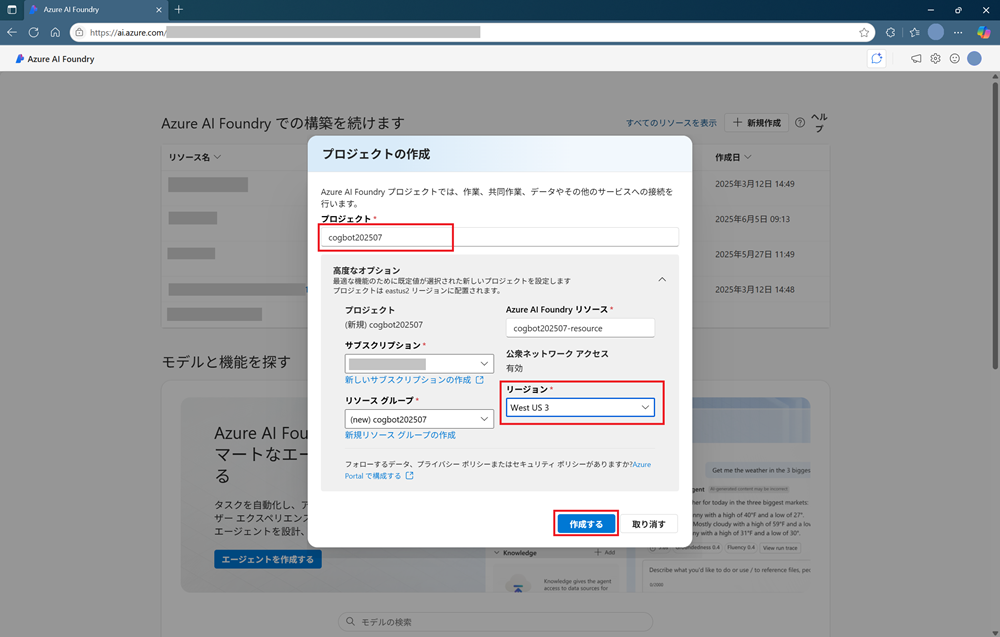 Azure AI Foundry
https://ai.azure.com/
Azure AI Foundry
Azure AI Foundry での構築を続けます
すべてのリソースを表示
新規作成
ヘルプ
リソース名
作成日
2025年3月12日 14:49
2025年6月5日 09:13
2025年5月27日 11:49
2025年3月12日 14:48
プロジェクトの作成
Azure AI Foundry プロジェクトでは、作業、共同作業、データやその他のサービスへの接続を
行います。
プロジェクト *
cogbot202507
高度なオプション
最適な機能のために既定値が選択された新しいプロジェクトを設定します
プロジェクトは eastus2 リージョンに配置されます。
プロジェクト
(新規) cogbot202507
Azure AI Foundry リソース *
cogbot202507-resource
サブスクリプション *
新しいサブスクリプションの作成
公衆ネットワーク アクセス
有効
リソース グループ *
(new) cogbot202507
新規リソース グループの作成
リージョン *
West US 3
フォローするデータ、プライバシー ポリシーまたはセキュリティ ポリシーがありますか?Azure
Portal で構成する
作成する
取り消す
モデルと機能を探す
Azure AI Fou
マートなエー
る
タスクを自動化し、ア
ザー エクスペリエンス
エージェントを設計、
エージェントを作成する
Get me the weather in the 3 bigges
gent
AI-generated content may be incorrect
her for today in the three biggest markets:
nny with a high of 40°F and a low of 27°.
Mostly cloudy with a high of 59°F and a lo
nny with a high of 31°F and a low of 30°.
Groundedness 0.4
Fluency 0.4
View run trace
Describe what you'd like to do or use / to reference files, peo
Knowledge
Add
Knowledge gives the agent
access to data sources for
モデルの検索